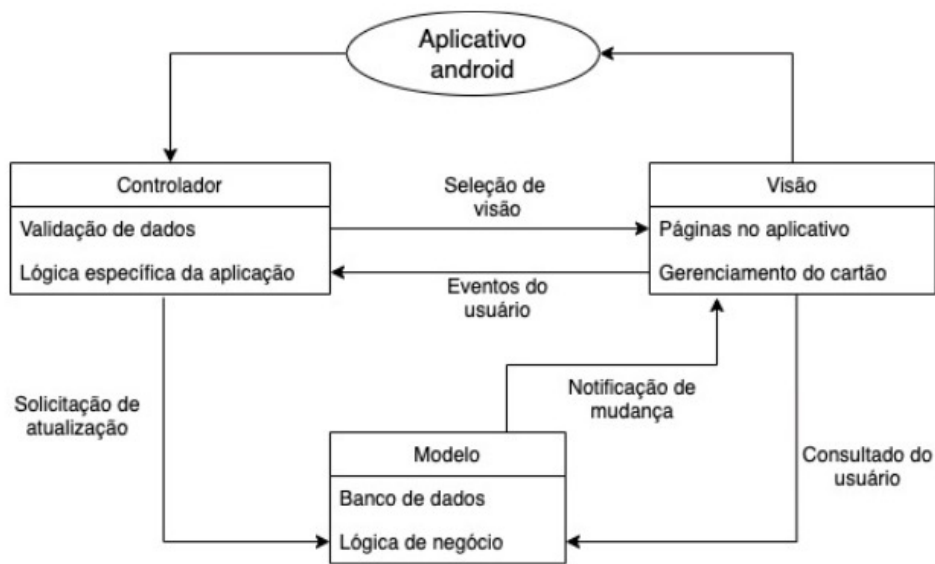 Aplicativo
android
Controlador
Validação de dados
Lógica específica da aplicação
Seleção de
visão
Eventos do
usuário
Visão
Páginas no aplicativo
Gerenciamento do cartão
Solicitação de
atualização
Notificação de
mudança
Modelo
Banco de dados
Lógica de negócio
Consultado do
usuário